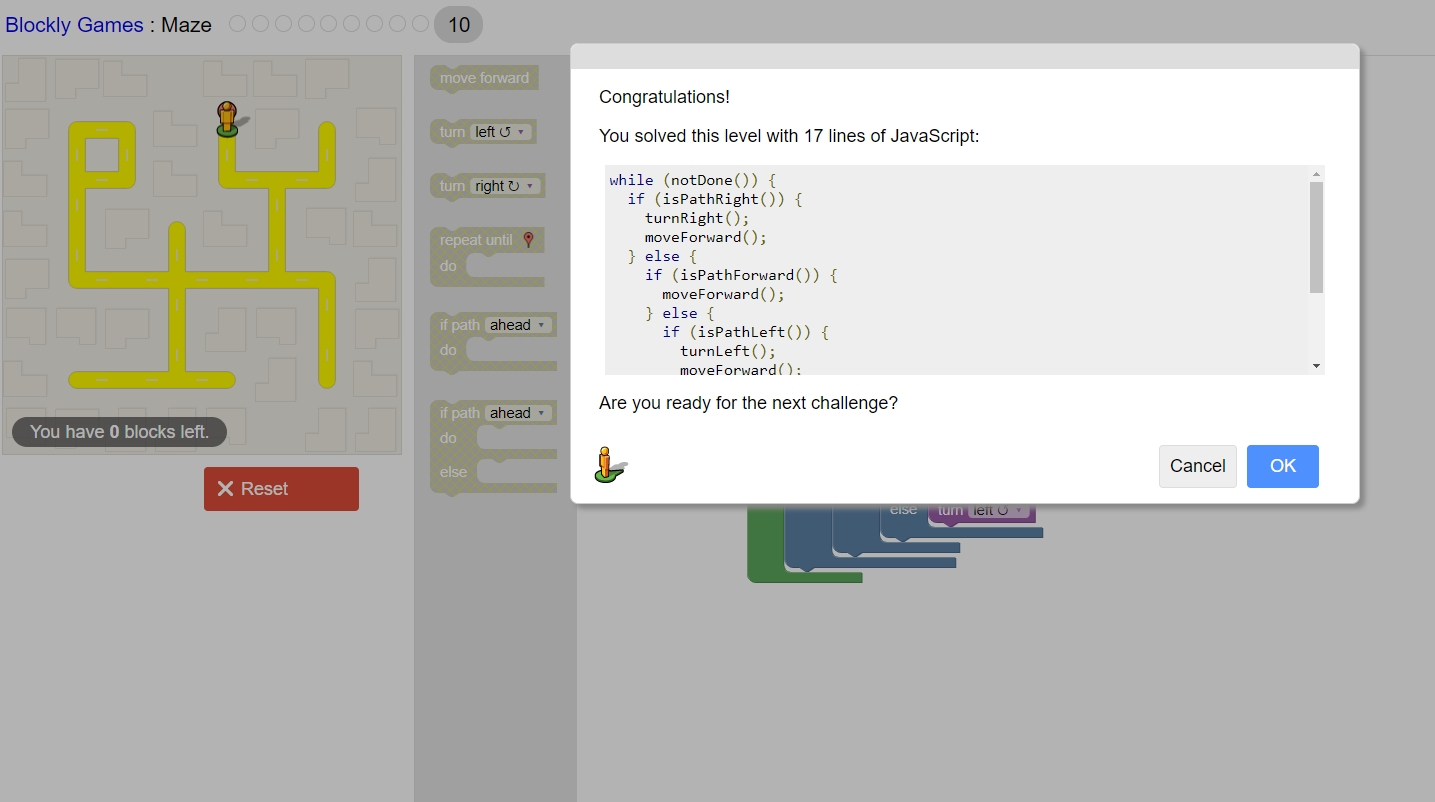 Blockly Games : Maze 10
move forward
turn left ↺ ▾
turn right ↻ ▾
repeat until
do
if path ahead ▾
do
if path ahead ▾
do
else
You have 0 blocks left.
Reset
Congratulations!
You solved this level with 17 lines of JavaScript:
while (notDone()) {
if (isPathRight()) {
turnRight();
moveForward();
} else {
if (isPathForward()) {
moveForward();
} else {
if (isPathLeft()) {
turnLeft();
moveForward();
Are you ready for the next challenge?
Cancel OK
else turn left ↺ ▾